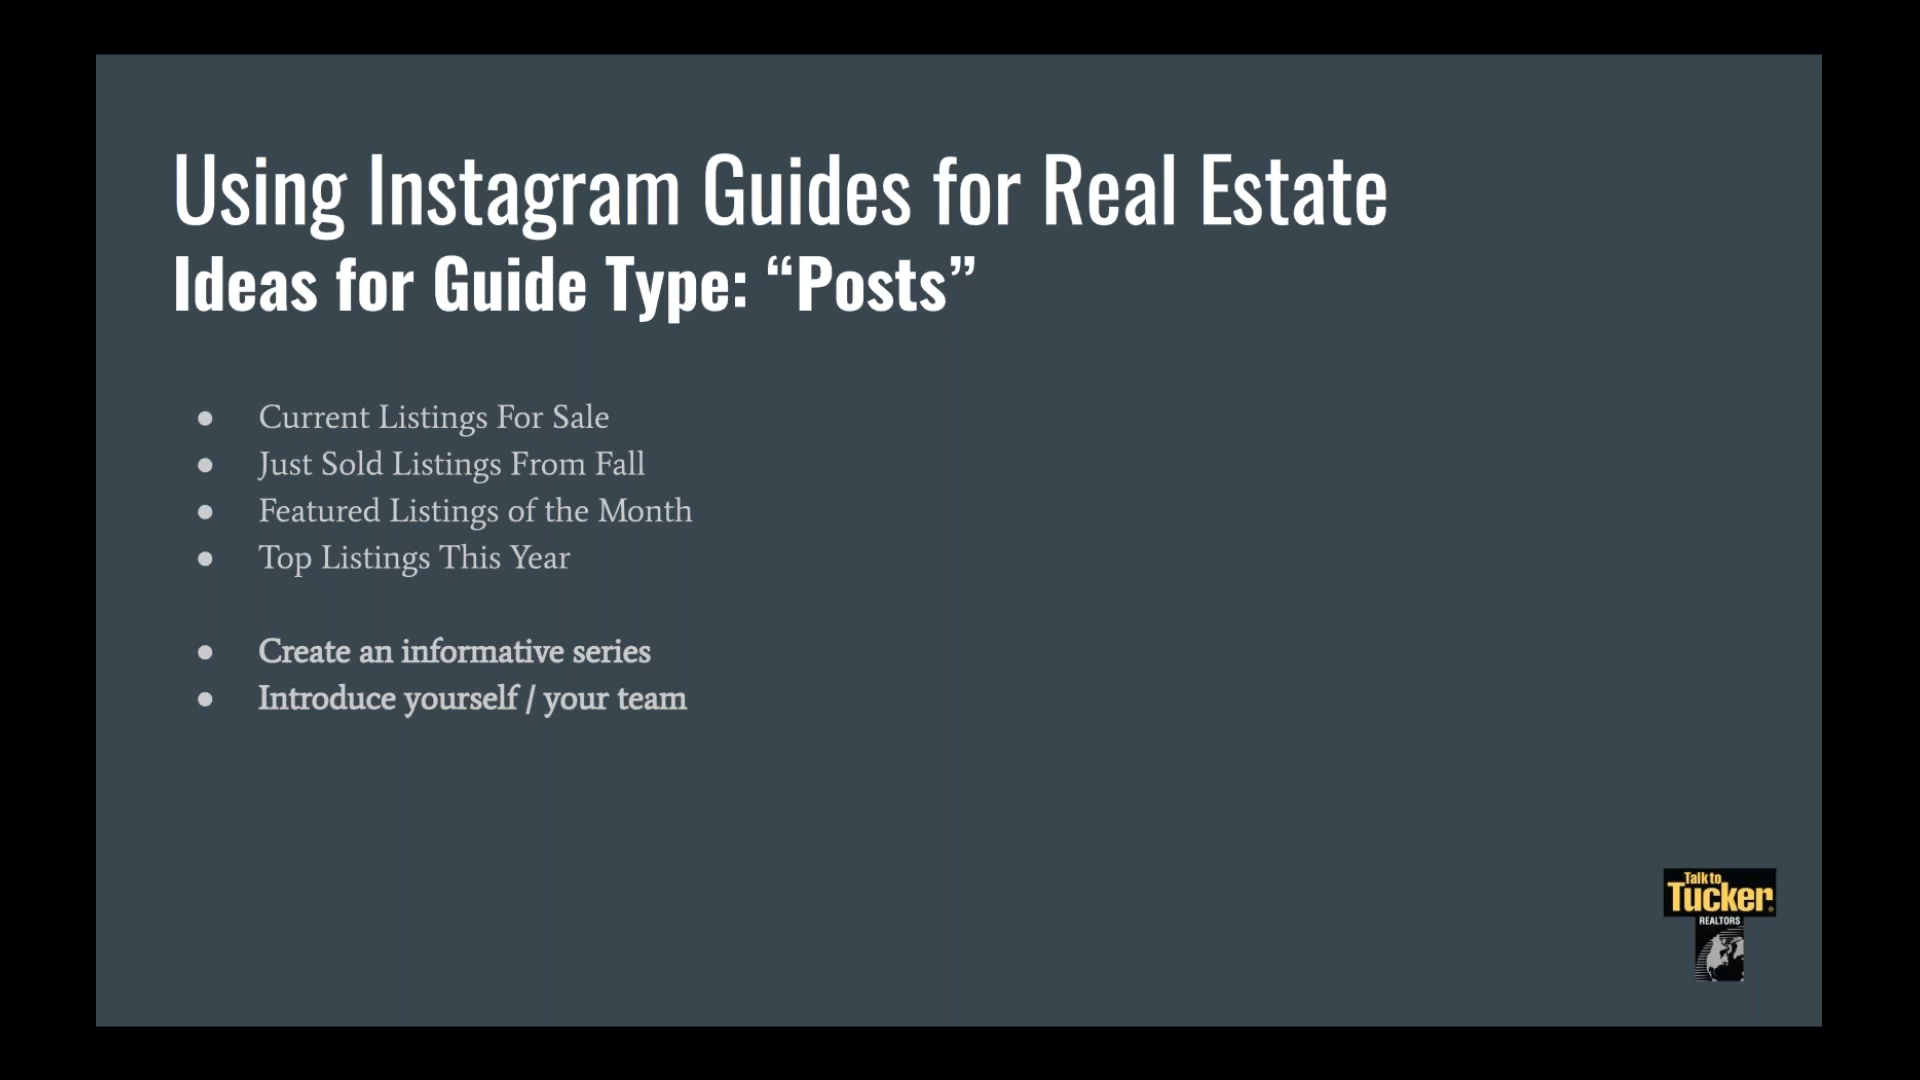 Using Instagram Guides for Real Estate
Ideas for Guide Type: “Posts”
● Current Listings For Sale
● Just Sold Listings From Fall
● Featured Listings of the Month
● Top Listings This Year
● Create an informative series
● Introduce yourself / your team
Talk to
Tucker.
REALTORS